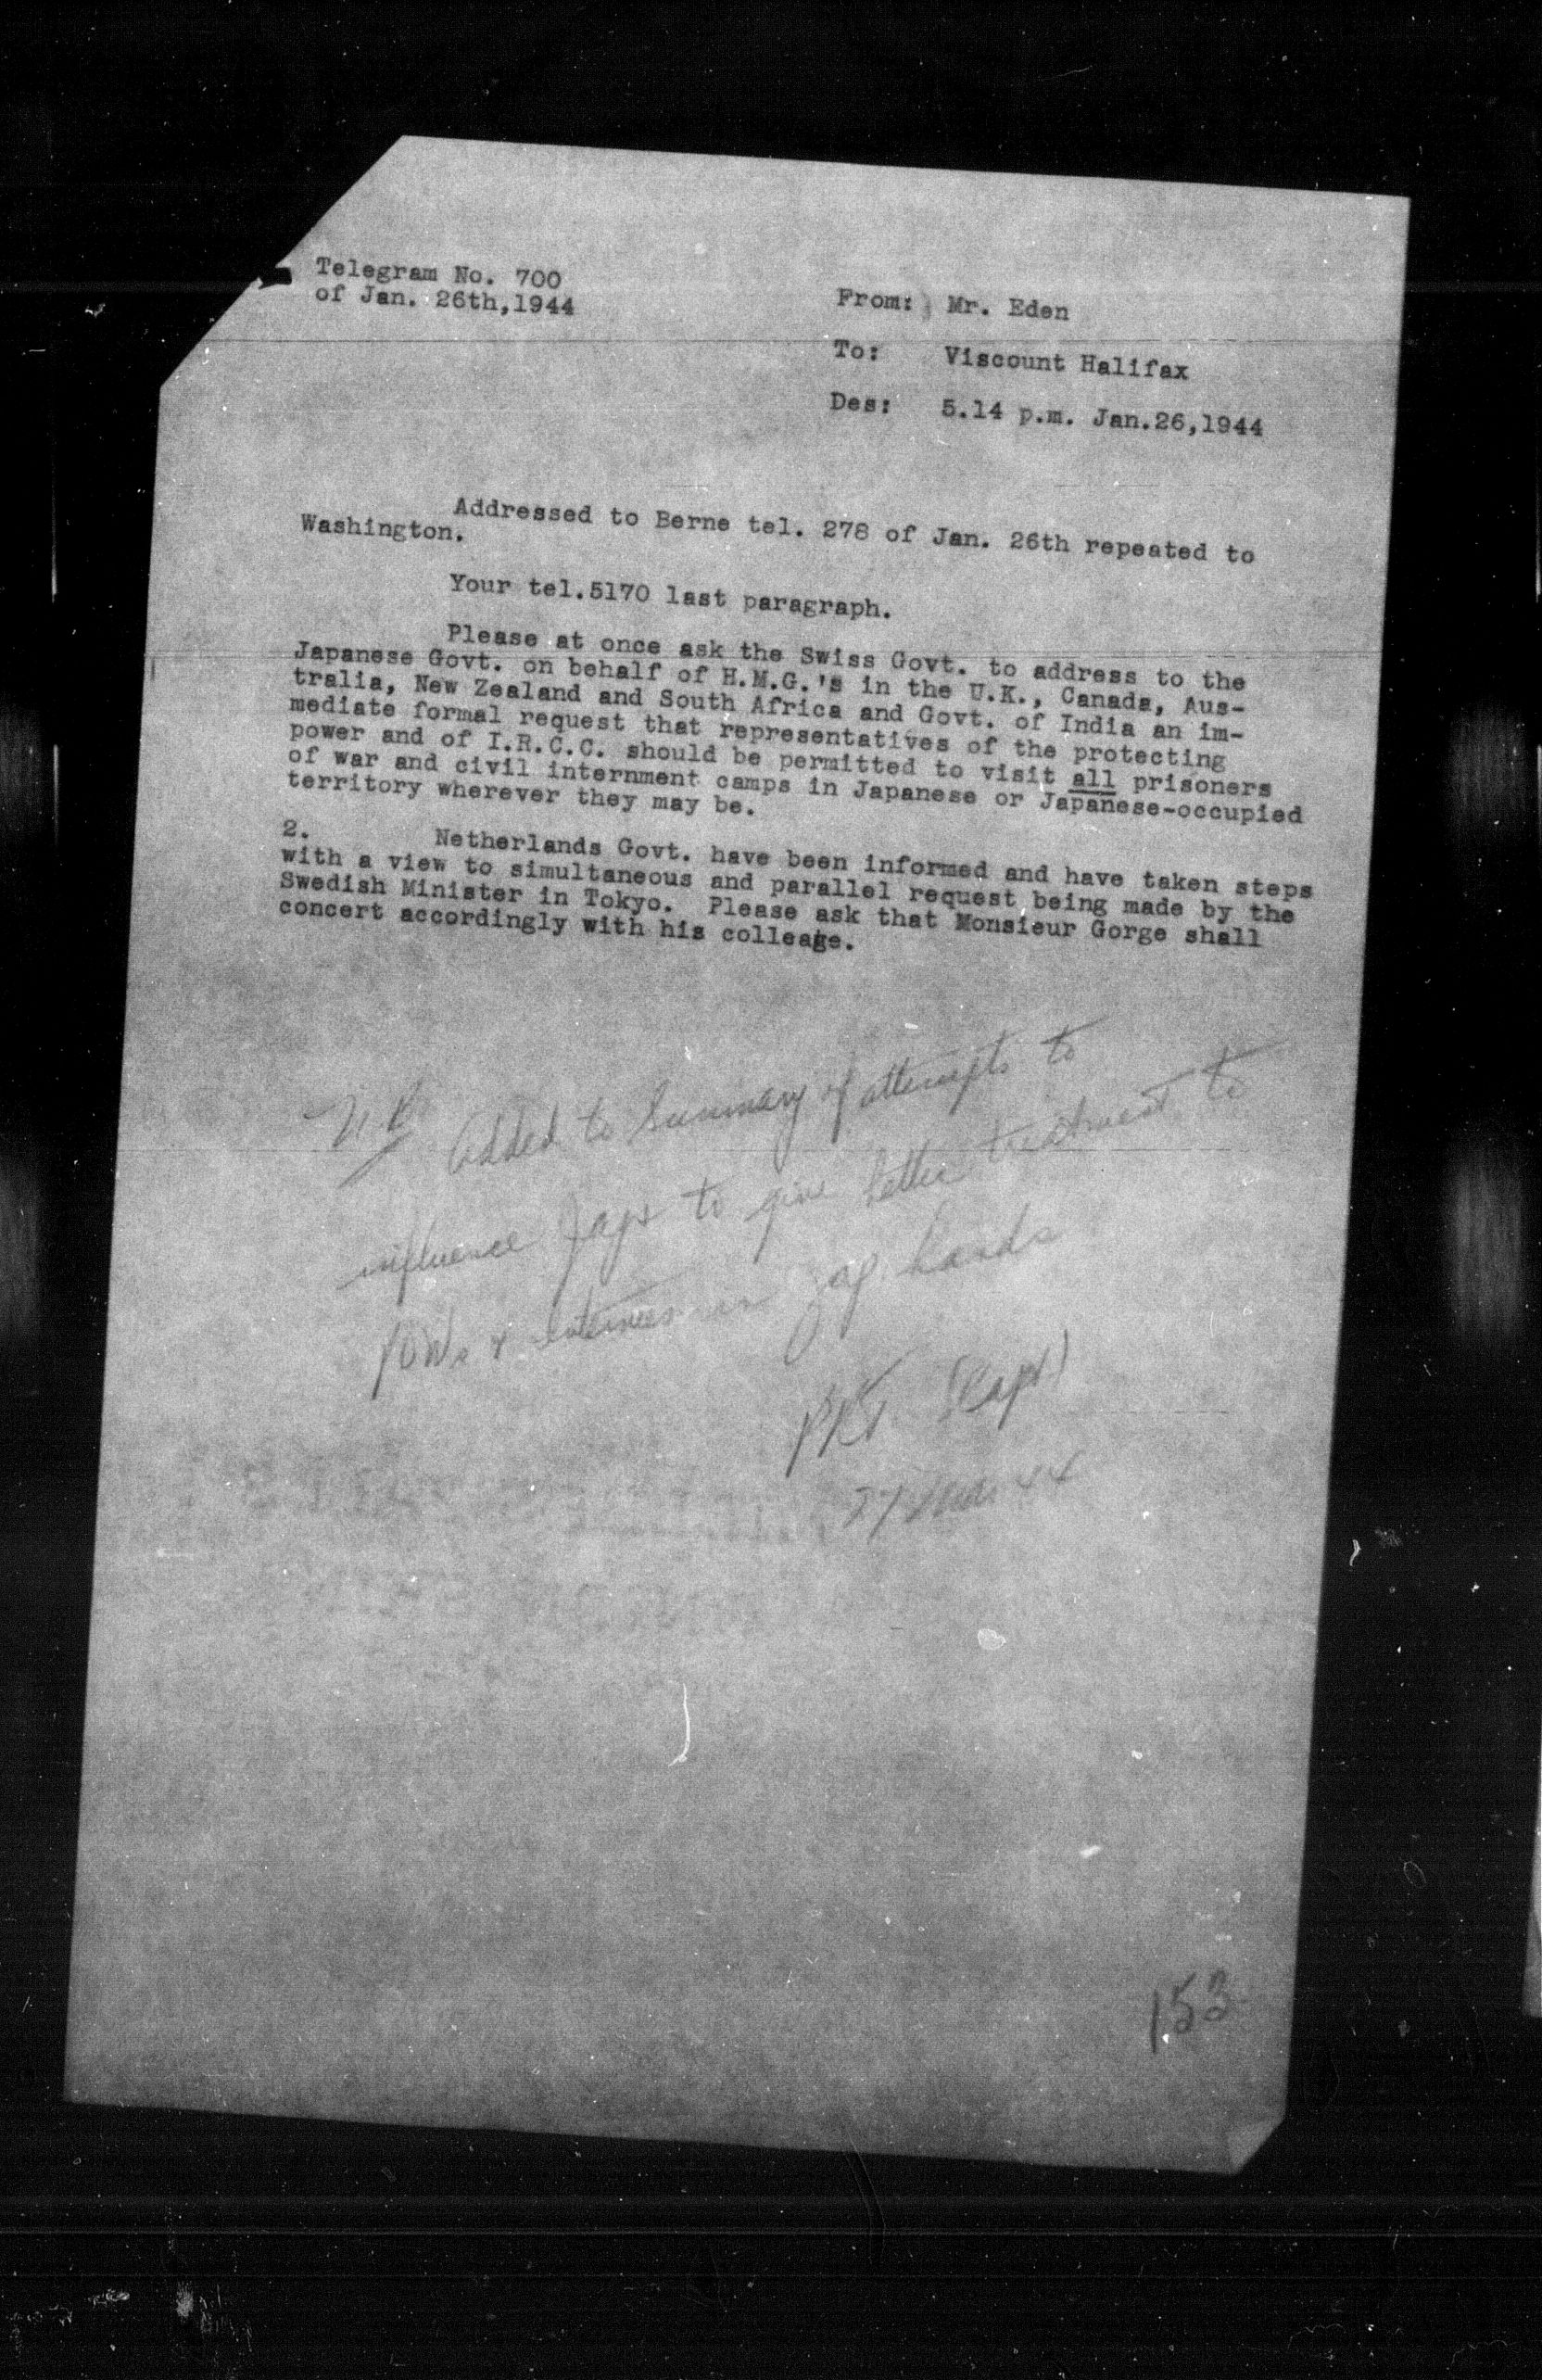 Telegram No. 700
of Jan. 26th,1944
From: Mr. Eden
To: Viscount Halifax
Des: 5.14 p.m. Jan.26,1944
Addressed to Berne tel. 278 of Jan. 26th repeated to
Washington.
Your tel.5170 last paragraph.
Please at once ask the Swiss Govt. to address to the
Japanese Govt. on behalf of H.M.G.'s in the U.K., Canada, Aus-
tralia, New Zealand and South Africa and Govt. of India an im-
mediate formal request that representatives of the protecting
power and of I.R.C.C. should be permitted to visit all prisoners
of war and civil internment camps in Japanese or Japanese-occupied
territory wherever they may be.
2. Netherlands Govt. have been informed and have taken steps
with a view to simultaneous and parallel request being made by the
Swedish Minister in Tokyo. Please ask that Monsieur Gorge shall
concert accordingly with his colleage.
Added to Summary of attempts to
influence Japs to give better treatment to
POWs & internees in Jap hands
(Capt)
27 44
153